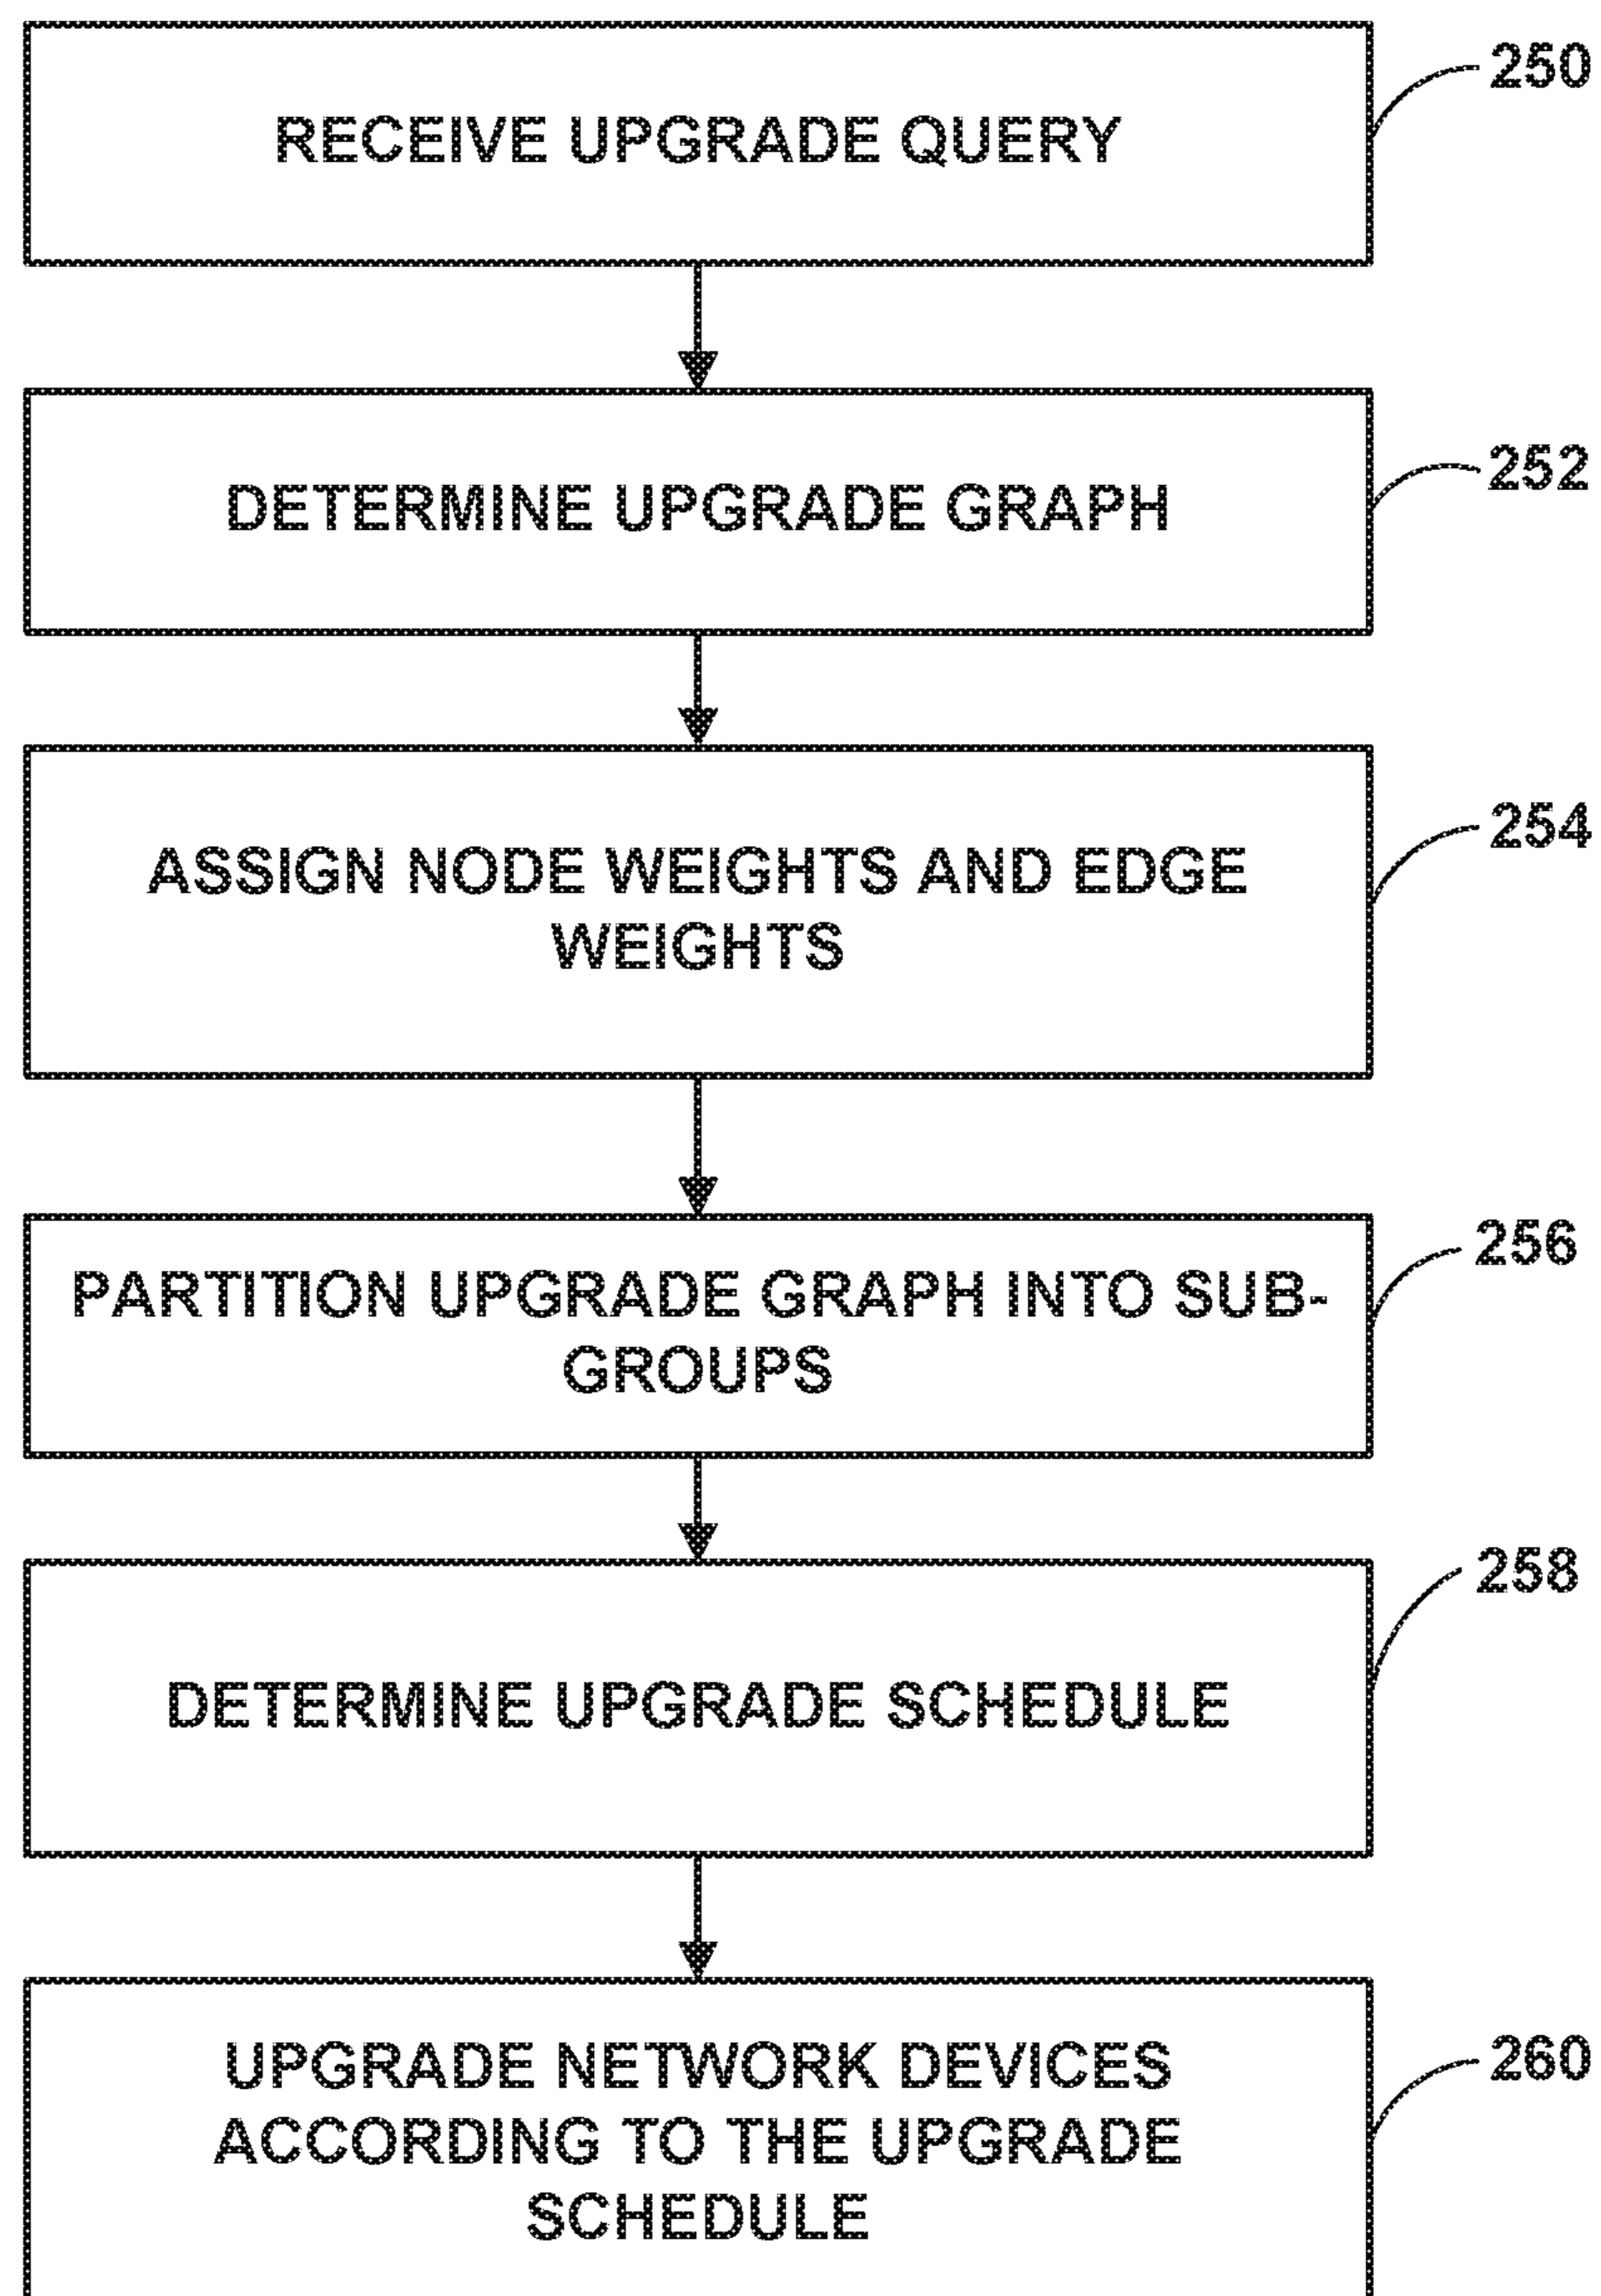 RECEIVE UPGRADE QUERY
250
DETERMINE UPGRADE GRAPH
252
ASSIGN NODE WEIGHTS AND EDGE
WEIGHTS
254
PARTITION UPGRADE GRAPH INTO SUB-
GROUPS
256
DETERMINE UPGRADE SCHEDULE
258
UPGRADE NETWORK DEVICES
ACCORDING TO THE UPGRADE
SCHEDULE
260